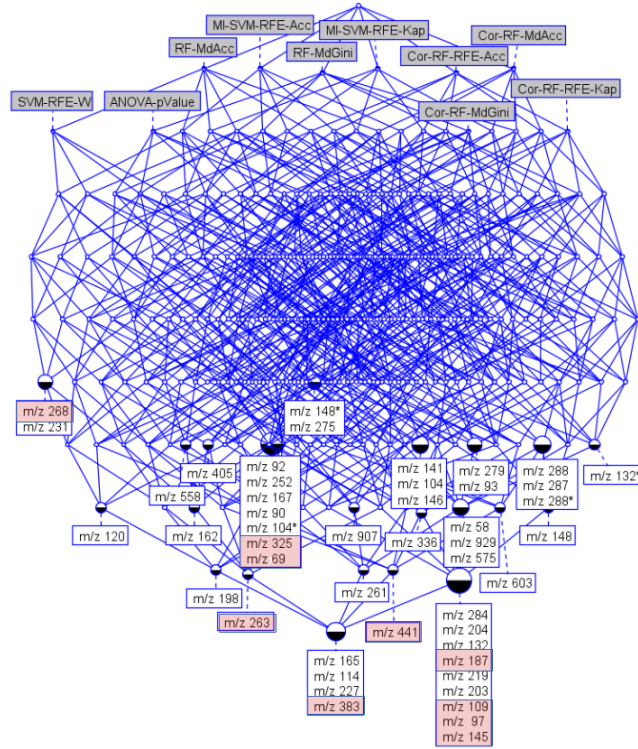 MI-SVM-RFE-Acc
MI-SVM-RFE-Kap
RF-MdAcc
RF-MdGini
Cor-RF-MdAcc
Cor-RF-RFE-Acc
SVM-RFE-W
ANOVA-pValue
Cor-RF-MdGini
Cor-RF-RFE-Kap
m/z 268
m/z 231
m/z 148*
m/z 275
m/z 405
m/z 558
m/z 92
m/z 252
m/z 167
m/z 90
m/z 104*
m/z 325
m/z 69
m/z 141
m/z 104
m/z 146
m/z 279
m/z 93
m/z 288
m/z 287
m/z 288*
m/z 132*
m/z 120
m/z 162
m/z 907
m/z 336
m/z 58
m/z 929
m/z 575
m/z 148
m/z 198
m/z 263
m/z 261
m/z 441
m/z 603
m/z 165
m/z 114
m/z 227
m/z 383
m/z 284
m/z 204
m/z 132
m/z 187
m/z 219
m/z 203
m/z 109
m/z 97
m/z 145